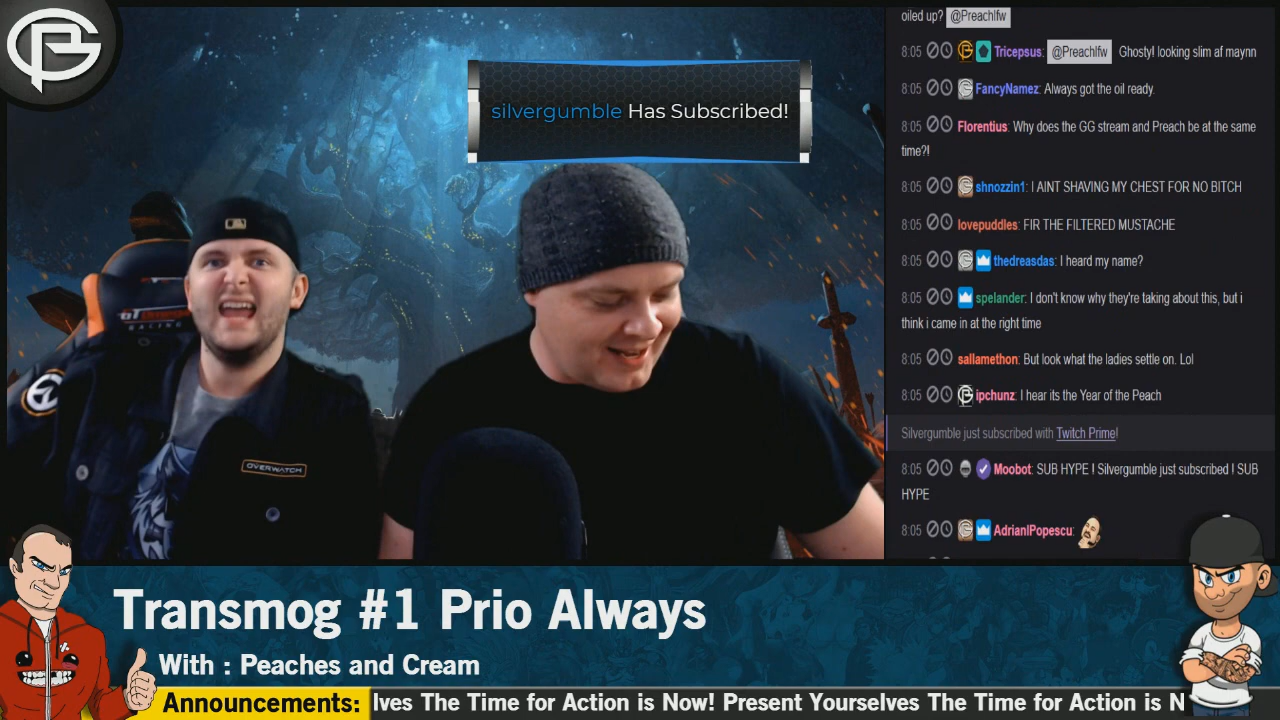 silvergumble Has Subscribed!
GT Omega
RACING
OVERWATCH
oiled up? @Preachlfw
8:05 Tricepsus: @Preachlfw Ghosty! looking slim af maynn
8:05 FancyNamez: Always got the oil ready.
8:05 Florentius: Why does the GG stream and Preach be at the same
time?!
8:05 shnozzin1: I AINT SHAVING MY CHEST FOR NO BITCH
8:05 lovepuddles: FIR THE FILTERED MUSTACHE
8:05 thedreasdas: I heard my name?
8:05 spelander: I don't know why they're taking about this, but i
think i came in at the right time
8:05 sallamethon: But look what the ladies settle on. Lol
8:05 ipchunz: I hear its the Year of the Peach
Silvergumble just subscribed with Twitch Prime!
8:05 Moobot: SUB HYPE ! Silvergumble just subscribed ! SUB
HYPE
8:05 AdrianIPopescu:
Transmog #1 Prio Always
With : Peaches and Cream
Announcements: lves The Time for Action is Now! Present Yourselves The Time for Action is N